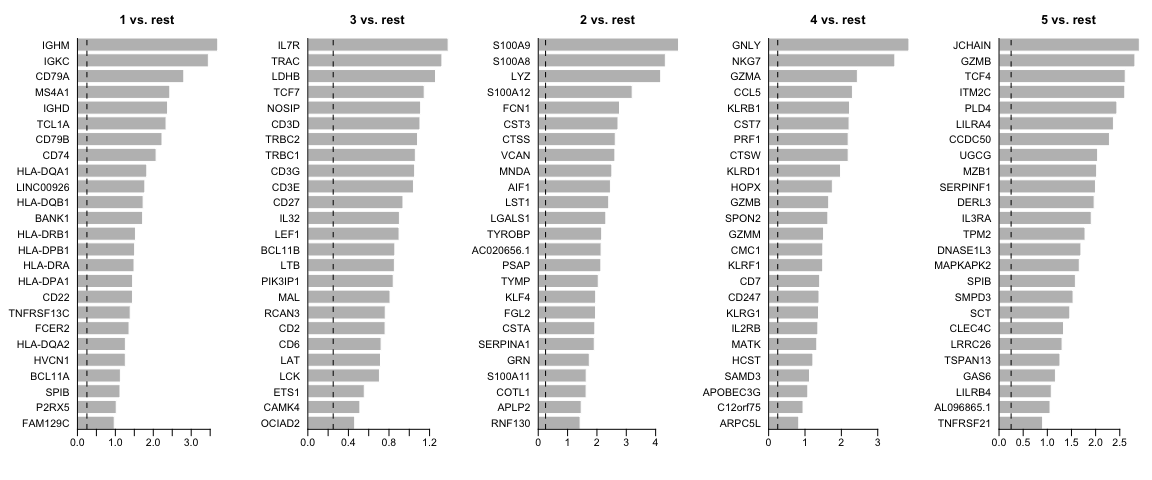 1 vs. rest
IGHM
IGKC
CD79A
MS4A1
IGHD
TCL1A
CD79B
CD74
HLA-DQA1
LINC00926
HLA-DQB1
BANK1
HLA-DRB1
HLA-DPB1
HLA-DRA
HLA-DPA1
CD22
TNFRSF13C
FCER2
HLA-DQA2
HVCN1
BCL11A
SPIB
P2RX5
FAM129C
0.0 1.0 2.0 3.0
3 vs. rest
IL7R
TRAC
LDHB
TCF7
NOSIP
CD3D
TRBC2
TRBC1
CD3G
CD3E
CD27
IL32
LEF1
BCL11B
LTB
PIK3IP1
MAL
RCAN3
CD2
CD6
LAT
LCK
ETS1
CAMK4
OCIAD2
0.0 0.4 0.8 1.2
2 vs. rest
S100A9
S100A8
LYZ
S100A12
FCN1
CST3
CTSS
VCAN
MNDA
AIF1
LST1
LGALS1
TYROBP
AC020656.1
PSAP
TYMP
KLF4
FGL2
CSTA
SERPINA1
GRN
S100A11
COTL1
APLP2
RNF130
0 1 2 3 4
4 vs. rest
GNLY
NKG7
GZMA
CCL5
KLRB1
CST7
PRF1
CTSW
KLRD1
HOPX
GZMB
SPON2
GZMM
CMC1
KLRF1
CD7
CD247
KLRG1
IL2RB
MATK
HCST
SAMD3
APOBEC3G
C12orf75
ARPC5L
0 1 2 3
5 vs. rest
JCHAIN
GZMB
TCF4
ITM2C
PLD4
LILRA4
CCDC50
UGCG
MZB1
SERPINF1
DERL3
IL3RA
TPM2
DNASE1L3
MAPKAPK2
SPIB
SMPD3
SCT
CLEC4C
LRRC26
TSPAN13
GAS6
LILRB4
AL096865.1
TNFRSF21
0.0 0.5 1.0 1.5 2.0 2.5